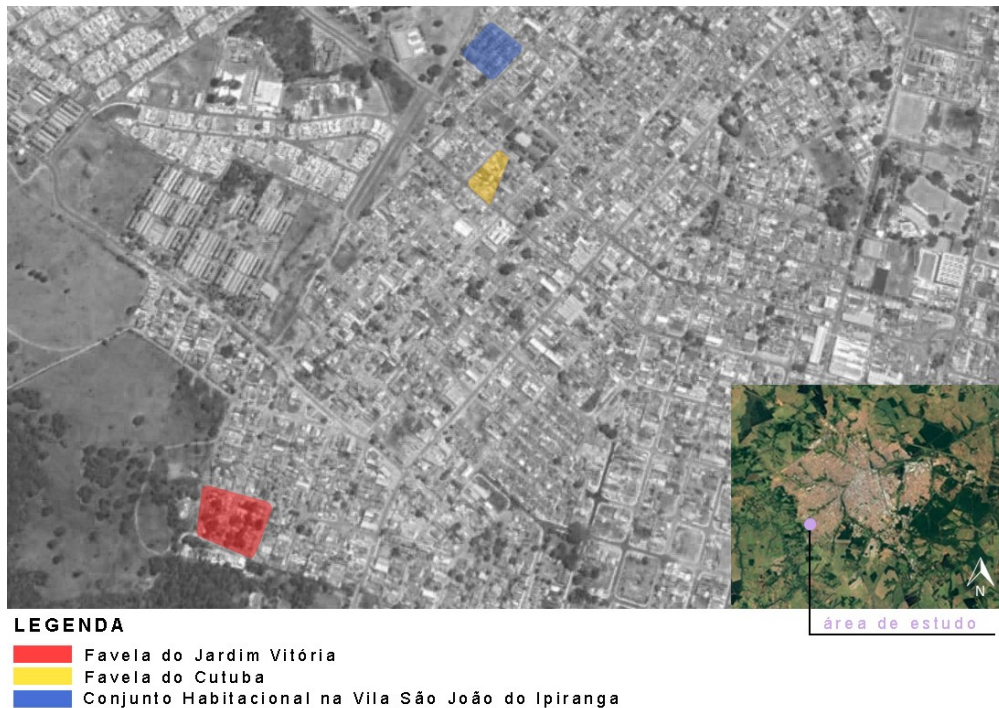 N
área de estudo
LEGENDA
Favela do Jardim Vitória
Favela do Cutuba
Conjunto Habitacional na Vila São João do Ipiranga